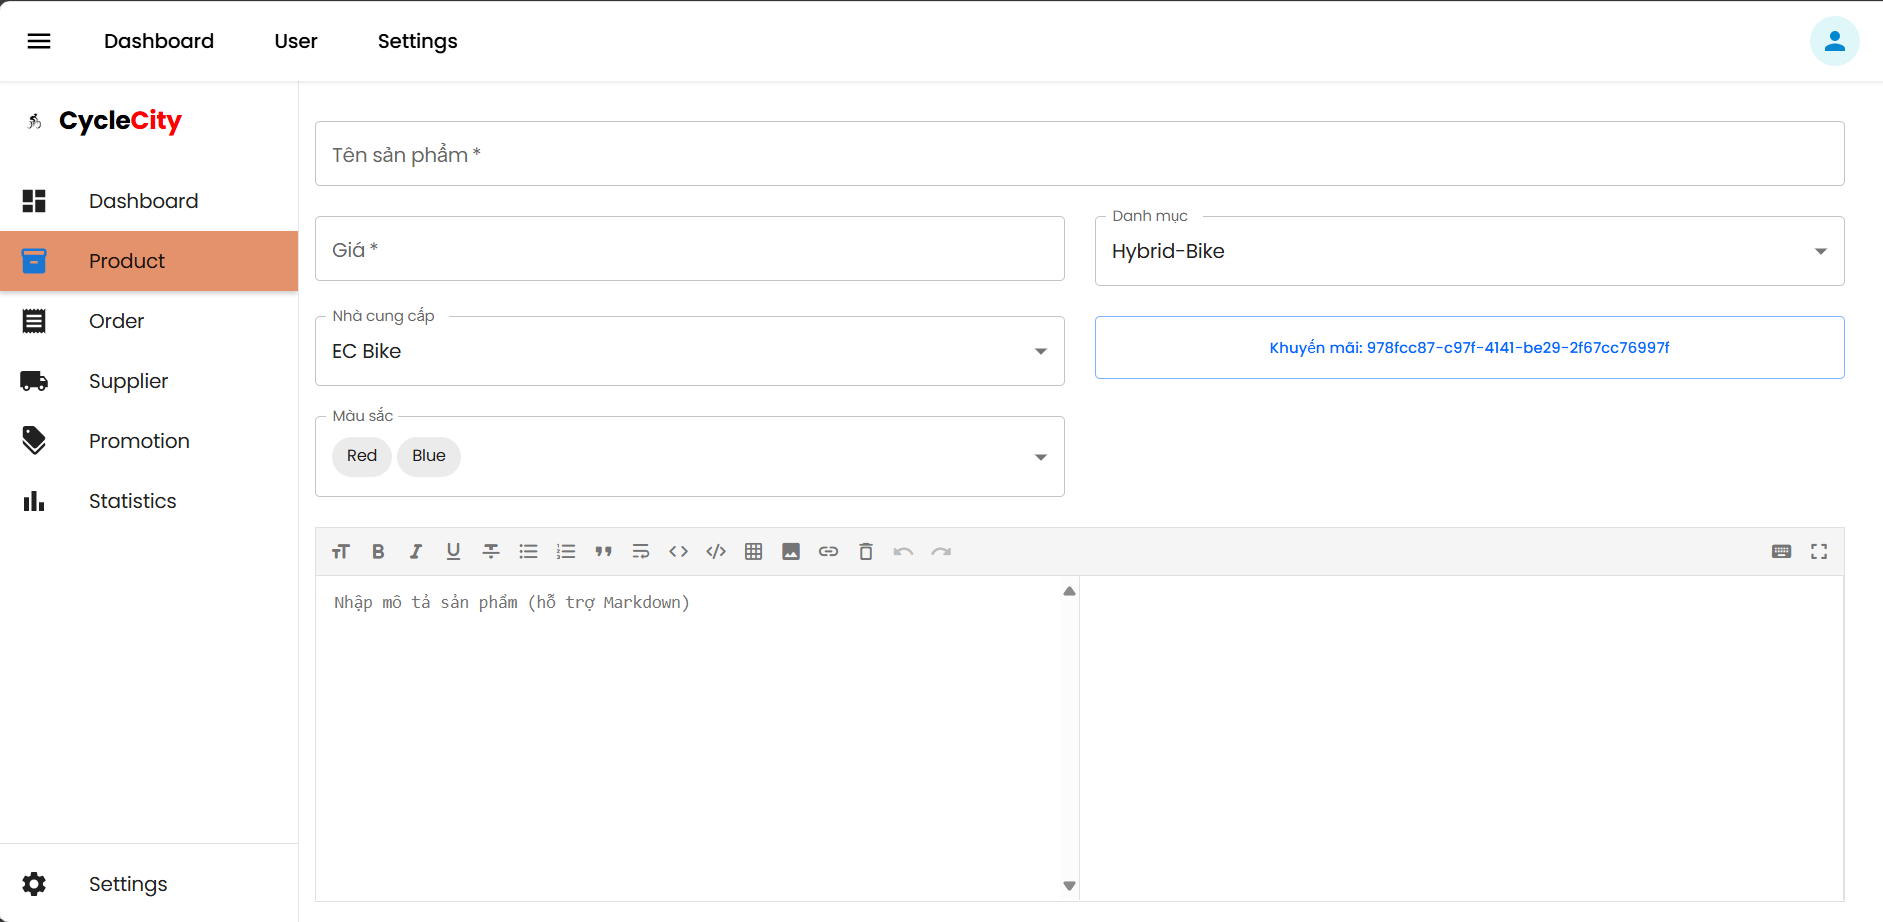 Dashboard User Settings
CycleCity
Dashboard
Product
Order
Supplier
Promotion
Statistics
Settings
Tên sản phẩm *
Giá *
Danh mục
Hybrid-Bike
Nhà cung cấp
EC Bike
Khuyến mãi: 978fcc87-c97f-4141-be29-2f67cc76997f
Màu sắc
Red Blue
Nhập mô tả sản phẩm (hỗ trợ Markdown)